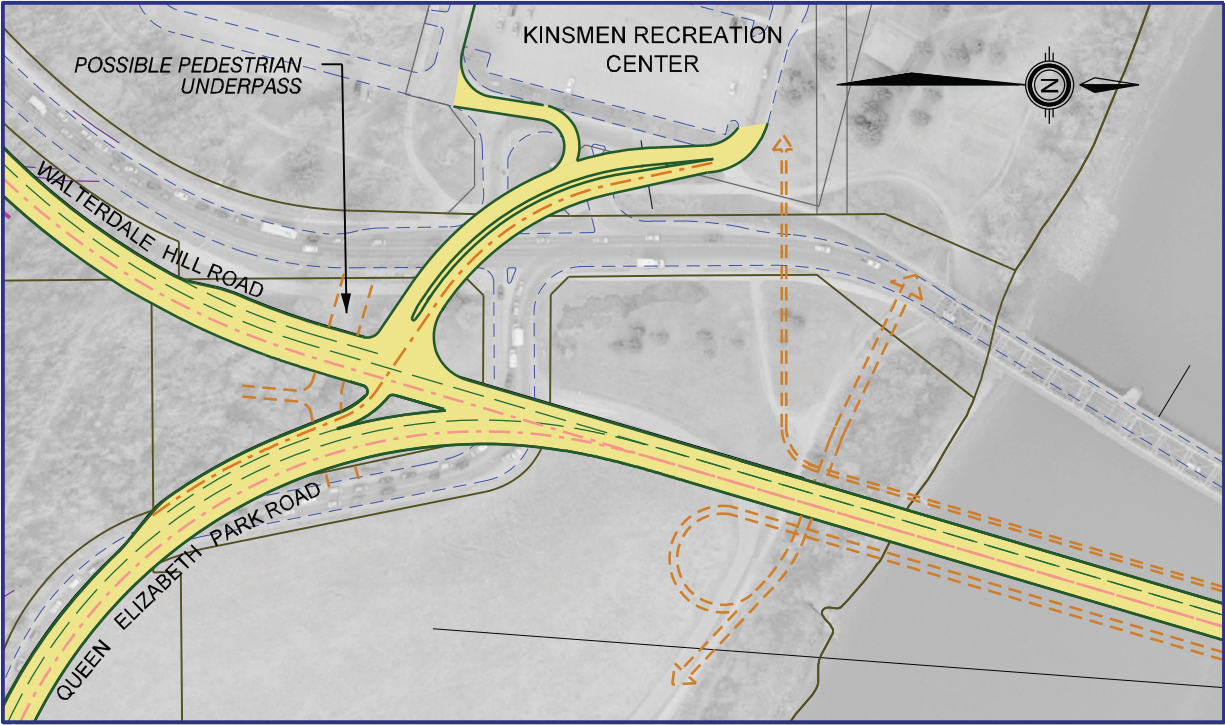 KINSMEN RECREATION
CENTER
POSSIBLE PEDESTRIAN
UNDERPASS
N
WALTERDALE HILL ROAD
QUEEN ELIZABETH PARK ROAD